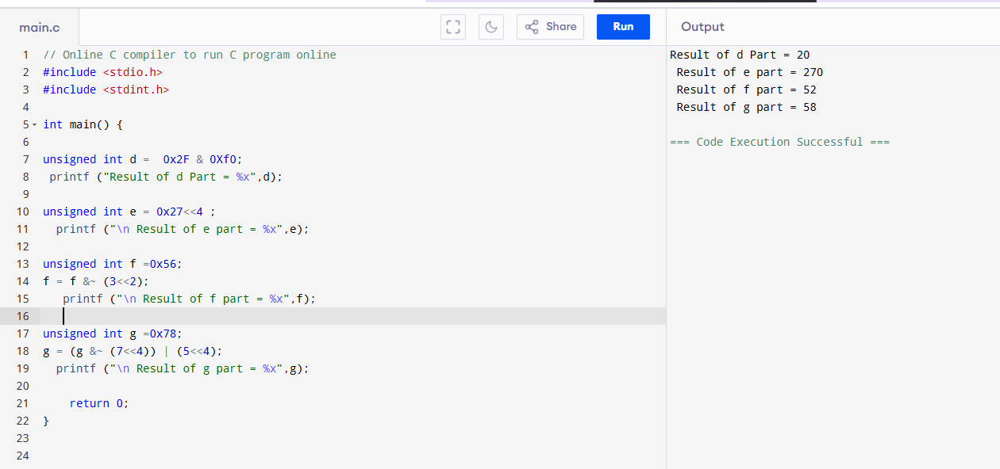 main.c
Share
Run
Output
1 // Online C compiler to run C program online
2 #include <stdio.h>
3 #include <stdint.h>
4
5 int main() {
6
7 unsigned int d =  0x2F & 0Xf0;
8  printf ("Result of d Part = %x",d);
9
10 unsigned int e = 0x27<<4 ;
11   printf ("\n Result of e part = %x",e);
12
13 unsigned int f =0x56;
14 f = f &~ (3<<2);
15    printf ("\n Result of f part = %x",f);
16
17 unsigned int g =0x78;
18 g = (g &~ (7<<4)) | (5<<4);
19   printf ("\n Result of g part = %x",g);
20
21     return 0;
22 }
23
24
Result of d Part = 20
 Result of e part = 270
 Result of f part = 52
 Result of g part = 58
=== Code Execution Successful ===